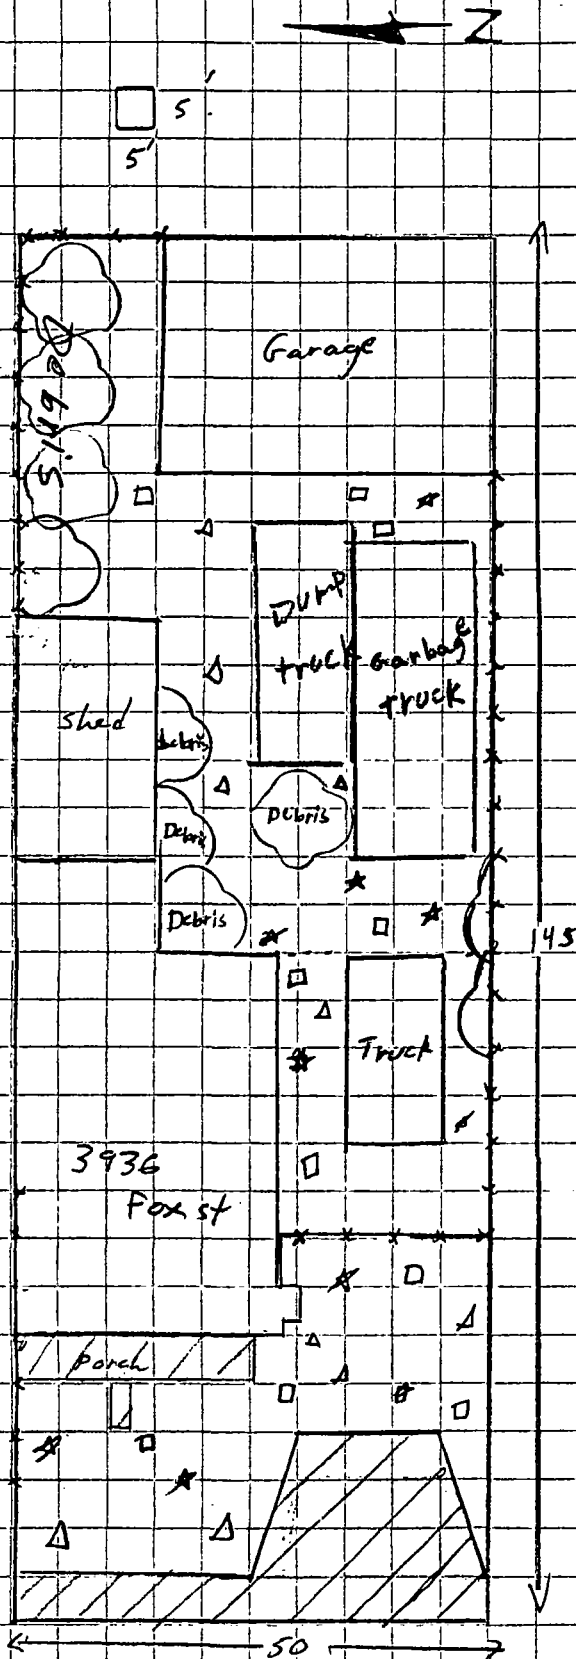 Z
5'
5'
Garage
Dump
truck
Garbage
truck
Shed
debris
Debris
Debris
Debris
145
Truck
3936
Fox st
Porch
50